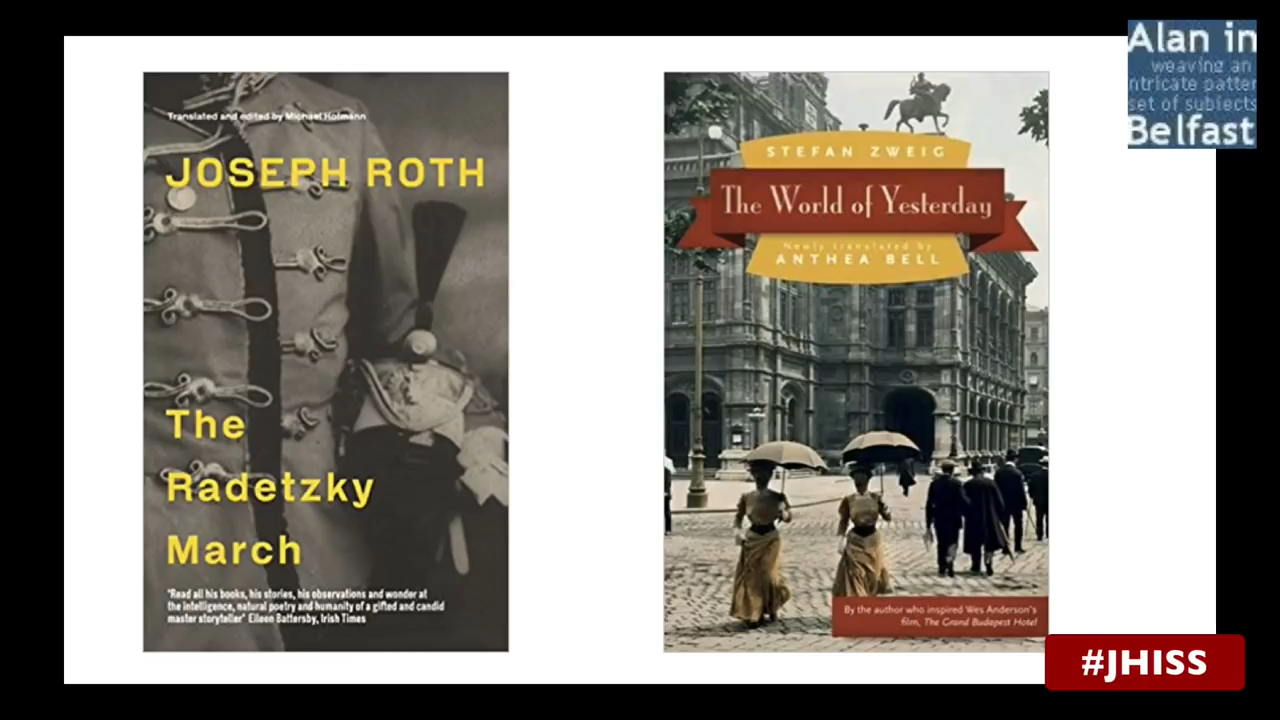 Translated and edited by Michael Hofmann
JOSEPH ROTH
The
Radetzky
March
"Read all his books, his stories, his observations and wonder at
the intelligence, natural poetry and humanity of a gifted and candid
master storyteller" Eileen Battersby, Irish Times
STEFAN ZWEIG
The World of Yesterday
Newly translated by
ANTHEA BELL
By the author who inspired Wes Anderson's
film, The Grand Budapest Hotel
Alan in
weaving an
ntricate patter
set of subjects
Belfast
#JHISS